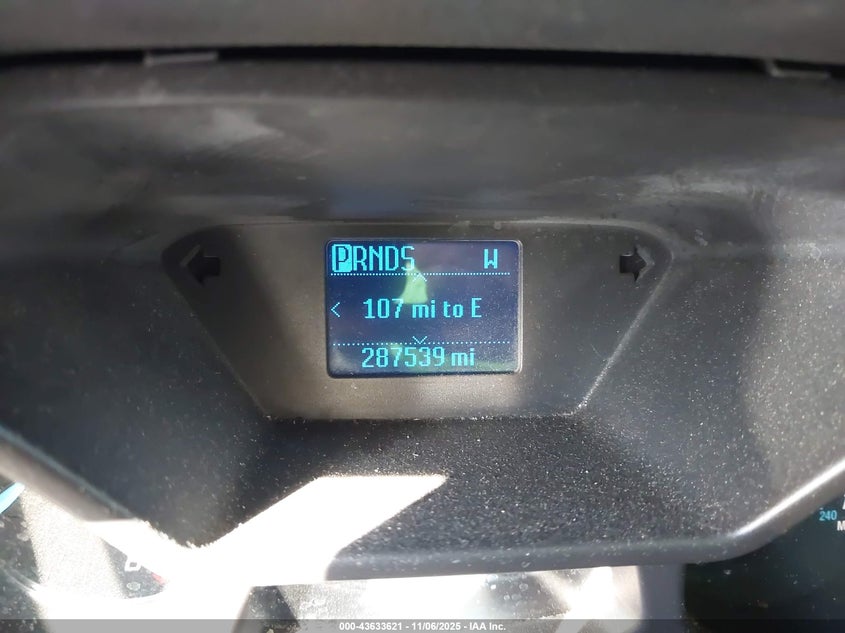 PRNDS W
< 107 mi to E
287539 mi
240
000-43633621 - 11/06/2025 - IAA Inc.